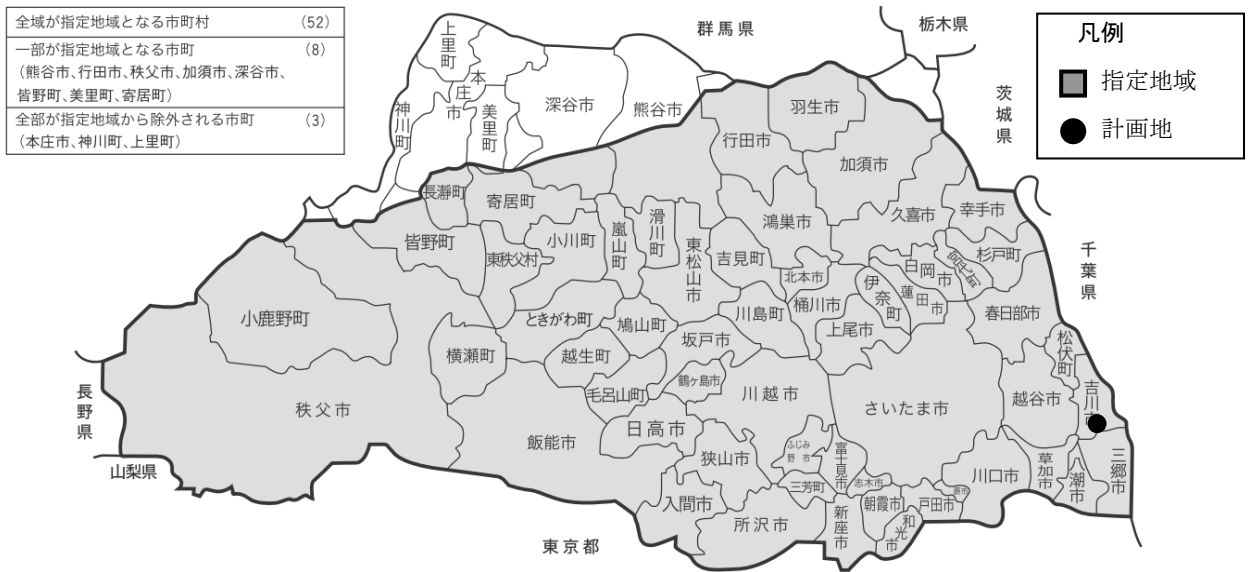 全域が指定地域となる市町村 (52)
一部が指定地域となる市町 (8)
(熊谷市、行田市、秩父市、加須市、深谷市、
皆野町、美里町、寄居町)
全部が指定地域から除外される市町 (3)
(本庄市、神川町、上里町)
凡例
指定地域
計画地
群馬県
栃木県
茨城県
千葉県
東京都
山梨県
長野県
上里町
本庄市
神川町
美里町
深谷市
熊谷市
行田市
羽生市
加須市
長瀞町
寄居町
皆野町
東秩父村
小川町
嵐山町
滑川町
東松山市
吉見町
鴻巣市
久喜市
幸手市
杉戸町
宮代町
白岡市
蓮田市
伊奈町
北本市
桶川市
上尾市
春日部市
松伏町
小鹿野町
横瀬町
ときがわ町
鳩山町
川島町
坂戸市
越生町
毛呂山町
鶴ヶ島市
川越市
さいたま市
越谷市
吉川市
秩父市
飯能市
日高市
狭山市
ふじみ
野市
富士見市
三芳町
志木市
入間市
所沢市
新座市
朝霞市
和光市
戸田市
蕨市
川口市
草加市
八潮市
三郷市